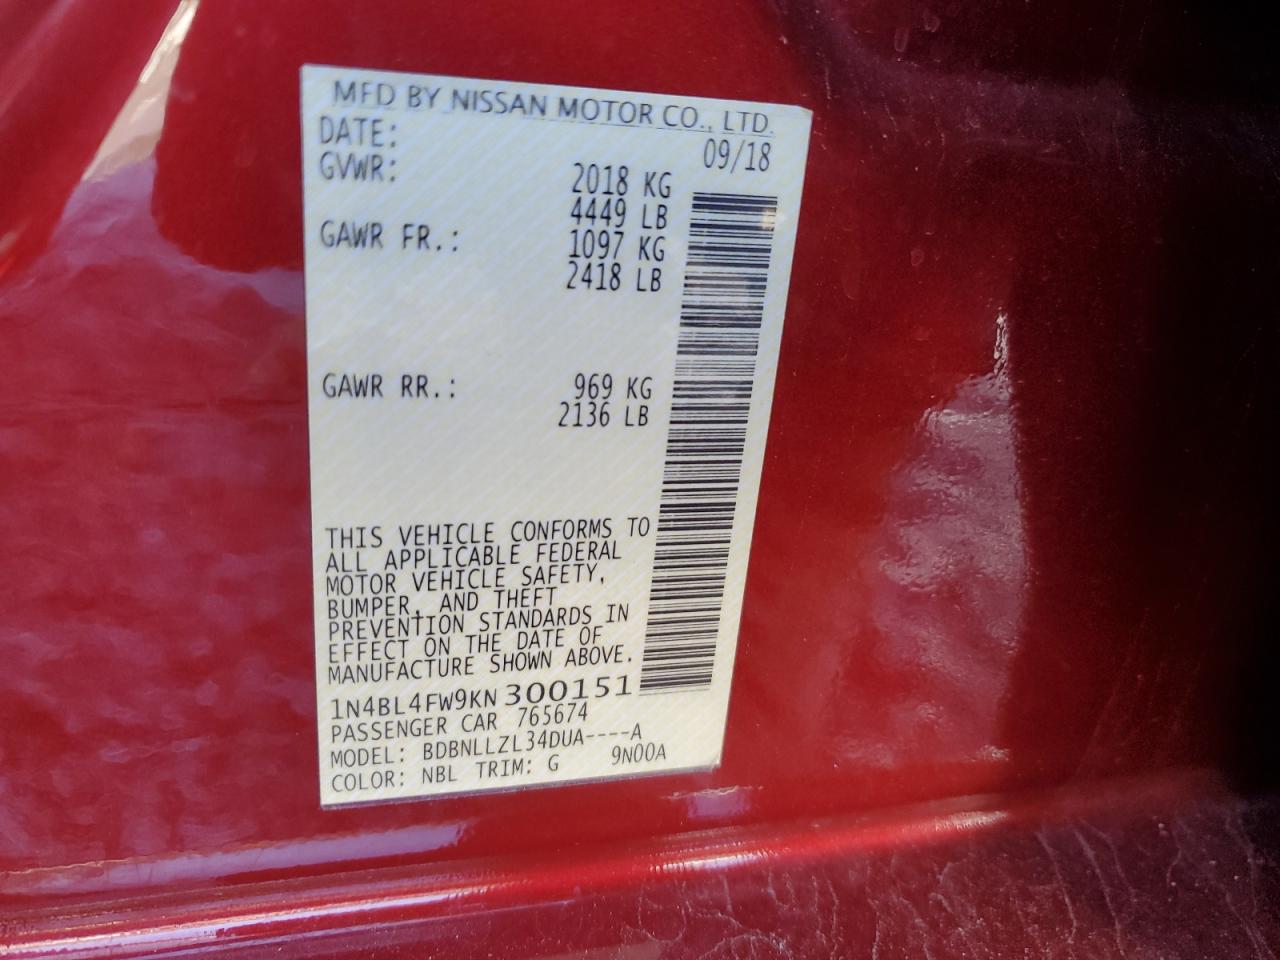 MFD BY NISSAN MOTOR CO., LTD.
DATE: 09/18
GVWR: 2018 KG
4449 LB
GAWR FR.: 1097 KG
2418 LB
GAWR RR.: 969 KG
2136 LB
THIS VEHICLE CONFORMS TO
ALL APPLICABLE FEDERAL
MOTOR VEHICLE SAFETY,
BUMPER, AND THEFT
PREVENTION STANDARDS IN
EFFECT ON THE DATE OF
MANUFACTURE SHOWN ABOVE.
1N4BL4FW9KN300151
PASSENGER CAR 765674
MODEL: BDBNLLZL34DUA----A
COLOR: NBL TRIM: G 9N00A